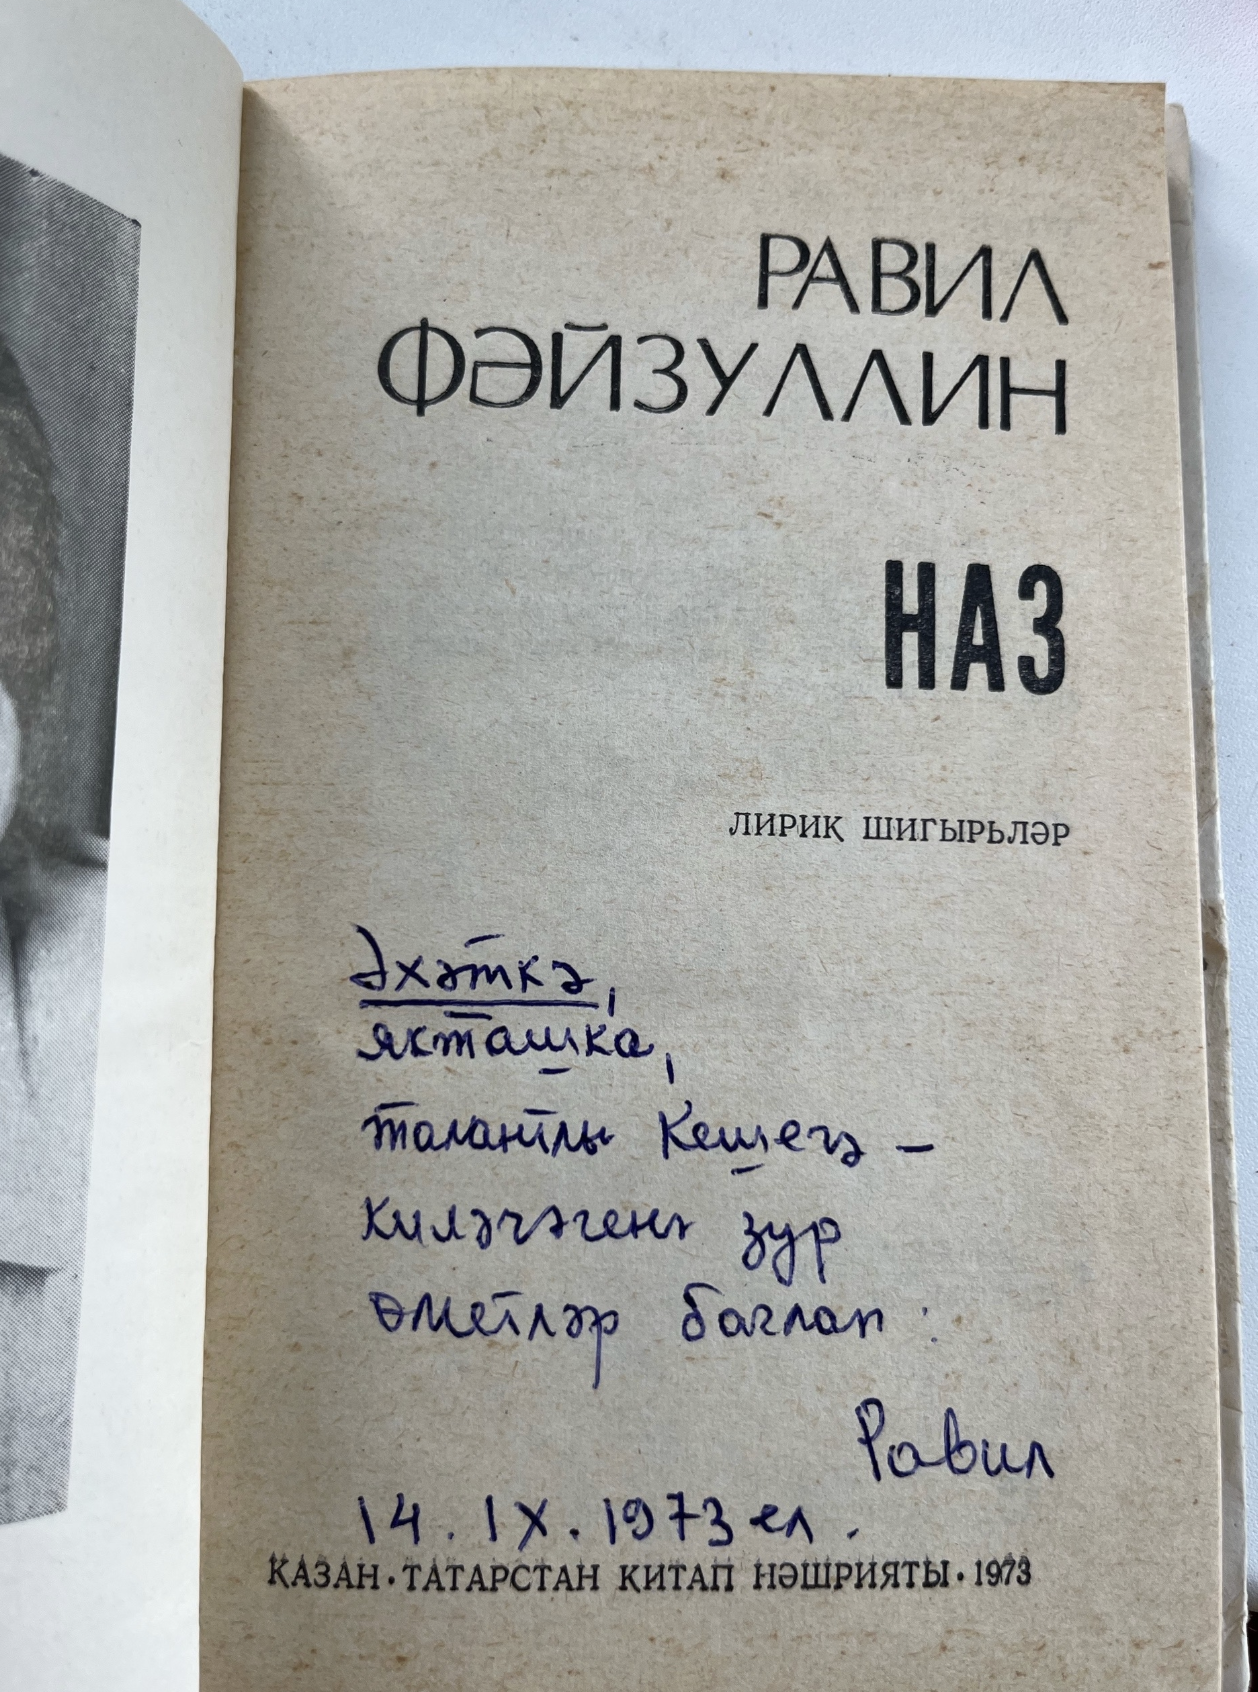 РАВИЛ
ФӘЙЗУЛЛИН
НАЗ
ЛИРИК ШИГЫРЬЛӘР
Әхәткә,
якташка,
талантлы Кешегә –
киләчәгенә зур
өметләр баглап:
Равил
14.IX.1973 ел.
КАЗАН·ТАТАРСТАН КИТАП НӘШРИЯТЫ·1973